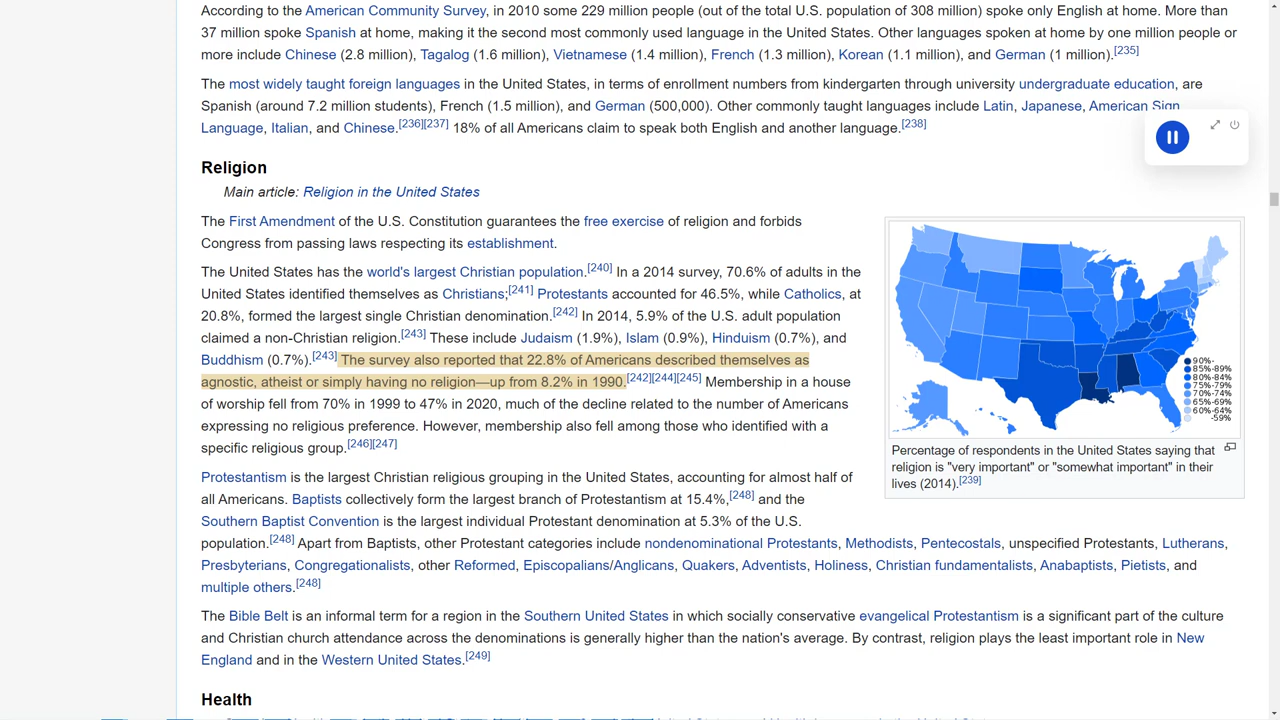 According to the American Community Survey, in 2010 some 229 million people (out of the total U.S. population of 308 million) spoke only English at home. More than
37 million spoke Spanish at home, making it the second most commonly used language in the United States. Other languages spoken at home by one million people or
more include Chinese (2.8 million), Tagalog (1.6 million), Vietnamese (1.4 million), French (1.3 million), Korean (1.1 million), and German (1 million).[235]
The most widely taught foreign languages in the United States, in terms of enrollment numbers from kindergarten through university undergraduate education, are
Spanish (around 7.2 million students), French (1.5 million), and German (500,000). Other commonly taught languages include Latin, Japanese, American Sign
Language, Italian, and Chinese.[236][237] 18% of all Americans claim to speak both English and another language.[238]
Religion
Main article: Religion in the United States
The First Amendment of the U.S. Constitution guarantees the free exercise of religion and forbids
Congress from passing laws respecting its establishment.
The United States has the world's largest Christian population.[240] In a 2014 survey, 70.6% of adults in the
United States identified themselves as Christians;[241] Protestants accounted for 46.5%, while Catholics, at
20.8%, formed the largest single Christian denomination.[242] In 2014, 5.9% of the U.S. adult population
claimed a non-Christian religion.[243] These include Judaism (1.9%), Islam (0.9%), Hinduism (0.7%), and
Buddhism (0.7%).[243] The survey also reported that 22.8% of Americans described themselves as
agnostic, atheist or simply having no religion—up from 8.2% in 1990.[242][244][245] Membership in a house
of worship fell from 70% in 1999 to 47% in 2020, much of the decline related to the number of Americans
expressing no religious preference. However, membership also fell among those who identified with a
specific religious group.[246][247]
90%-
85%-89%
80%-84%
75%-79%
70%-74%
65%-69%
60%-64%
-59%
Percentage of respondents in the United States saying that
religion is "very important" or "somewhat important" in their
lives (2014).[239]
Protestantism is the largest Christian religious grouping in the United States, accounting for almost half of
all Americans. Baptists collectively form the largest branch of Protestantism at 15.4%,[248] and the
Southern Baptist Convention is the largest individual Protestant denomination at 5.3% of the U.S.
population.[248] Apart from Baptists, other Protestant categories include nondenominational Protestants, Methodists, Pentecostals, unspecified Protestants, Lutherans,
Presbyterians, Congregationalists, other Reformed, Episcopalians/Anglicans, Quakers, Adventists, Holiness, Christian fundamentalists, Anabaptists, Pietists, and
multiple others.[248]
The Bible Belt is an informal term for a region in the Southern United States in which socially conservative evangelical Protestantism is a significant part of the culture
and Christian church attendance across the denominations is generally higher than the nation's average. By contrast, religion plays the least important role in New
England and in the Western United States.[249]
Health